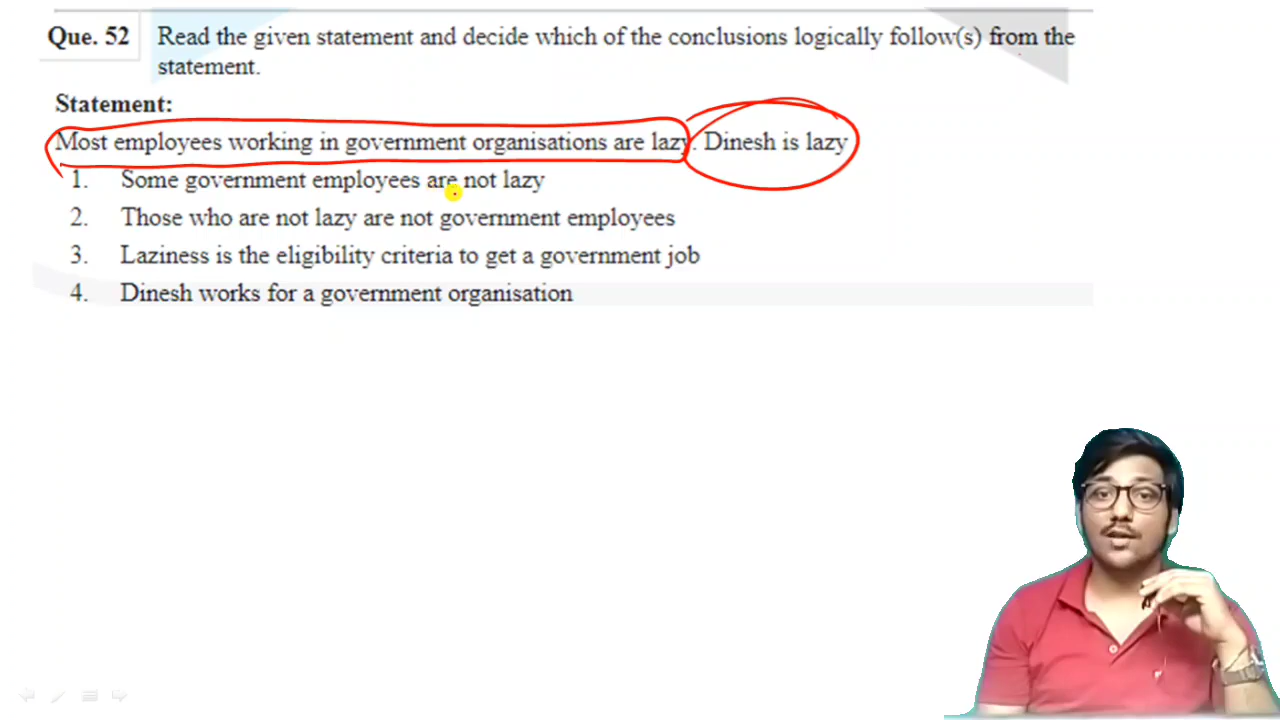 Que. 52 Read the given statement and decide which of the conclusions logically follow(s) from the
statement.
Statement:
Most employees working in government organisations are lazy. Dinesh is lazy
1. Some government employees are not lazy
2. Those who are not lazy are not government employees
3. Laziness is the eligibility criteria to get a government job
4. Dinesh works for a government organisation